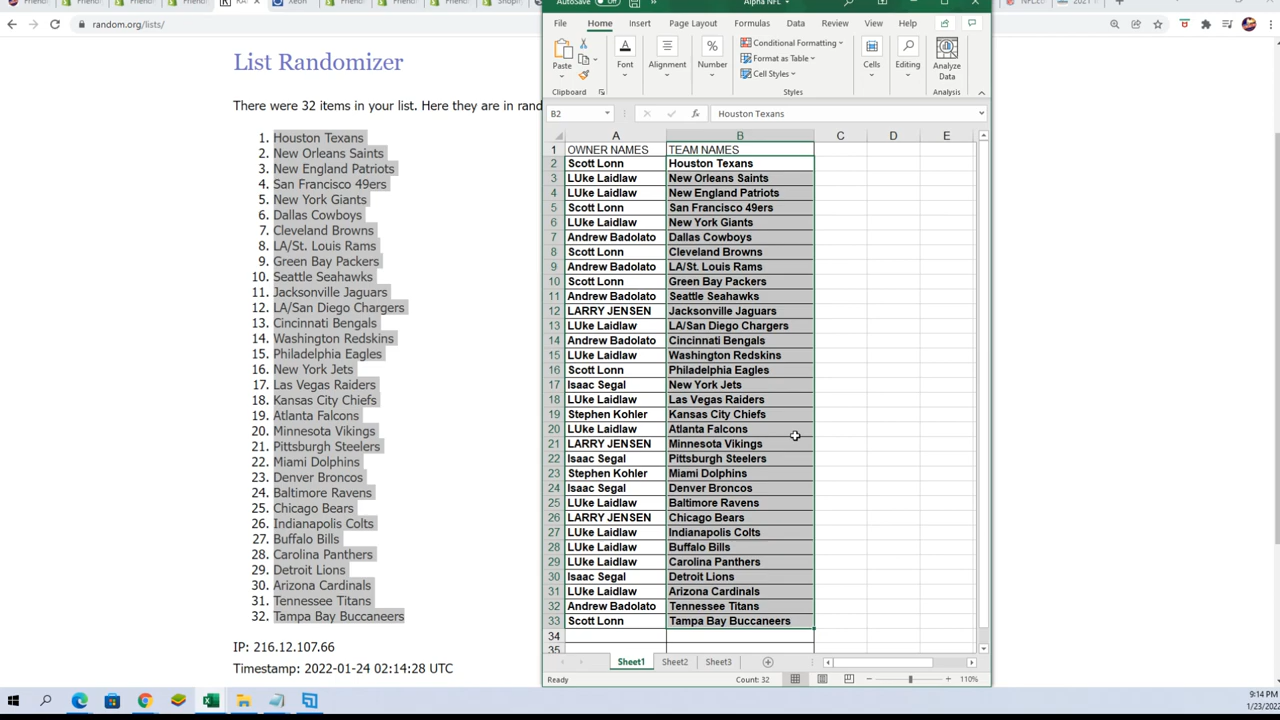 Friend
Friend
Friend
Friend
KA
Xeon
Friend
Friend
Friend
Shop
NFL
2021
random.org/lists/
AutoSave Off
Alpha NFL
List Randomizer
There were 32 items in your list. Here they are in rand
1. Houston Texans
2. New Orleans Saints
3. New England Patriots
4. San Francisco 49ers
5. New York Giants
6. Dallas Cowboys
7. Cleveland Browns
8. LA/St. Louis Rams
9. Green Bay Packers
10. Seattle Seahawks
11. Jacksonville Jaguars
12. LA/San Diego Chargers
13. Cincinnati Bengals
14. Washington Redskins
15. Philadelphia Eagles
16. New York Jets
17. Las Vegas Raiders
18. Kansas City Chiefs
19. Atlanta Falcons
20. Minnesota Vikings
21. Pittsburgh Steelers
22. Miami Dolphins
23. Denver Broncos
24. Baltimore Ravens
25. Chicago Bears
26. Indianapolis Colts
27. Buffalo Bills
28. Carolina Panthers
29. Detroit Lions
30. Arizona Cardinals
31. Tennessee Titans
32. Tampa Bay Buccaneers
IP: 216.12.107.66
Timestamp: 2022-01-24 02:14:28 UTC
File Home Insert Page Layout Formulas Data Review View Help
Paste
Font
Alignment
Number
Conditional Formatting
Format as Table
Cell Styles
Cells
Editing
Analyze
Data
Clipboard Styles Analysis
B2 fx Houston Texans
A B C D E
1 OWNER NAMES TEAM NAMES
2 Scott Lonn Houston Texans
3 LUke Laidlaw New Orleans Saints
4 LUke Laidlaw New England Patriots
5 Scott Lonn San Francisco 49ers
6 LUke Laidlaw New York Giants
7 Andrew Badolato Dallas Cowboys
8 Scott Lonn Cleveland Browns
9 Andrew Badolato LA/St. Louis Rams
10 Scott Lonn Green Bay Packers
11 Andrew Badolato Seattle Seahawks
12 LARRY JENSEN Jacksonville Jaguars
13 LUke Laidlaw LA/San Diego Chargers
14 Andrew Badolato Cincinnati Bengals
15 LUke Laidlaw Washington Redskins
16 Scott Lonn Philadelphia Eagles
17 Isaac Segal New York Jets
18 LUke Laidlaw Las Vegas Raiders
19 Stephen Kohler Kansas City Chiefs
20 LUke Laidlaw Atlanta Falcons
21 LARRY JENSEN Minnesota Vikings
22 Isaac Segal Pittsburgh Steelers
23 Stephen Kohler Miami Dolphins
24 Isaac Segal Denver Broncos
25 LUke Laidlaw Baltimore Ravens
26 LARRY JENSEN Chicago Bears
27 LUke Laidlaw Indianapolis Colts
28 LUke Laidlaw Buffalo Bills
29 LUke Laidlaw Carolina Panthers
30 Isaac Segal Detroit Lions
31 LUke Laidlaw Arizona Cardinals
32 Andrew Badolato Tennessee Titans
33 Scott Lonn Tampa Bay Buccaneers
34
35
Sheet1 Sheet2 Sheet3
Ready Count: 32 110%
9:14 PM
1/23/2022